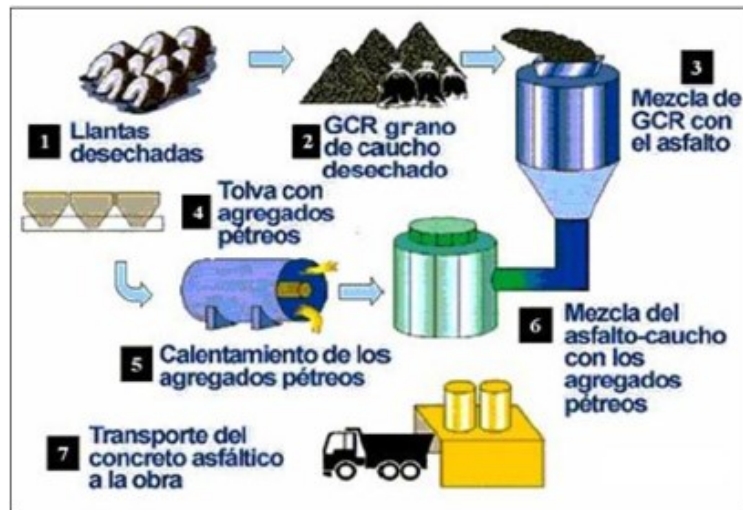 1 Llantas
desechadas
2 GCR grano
de caucho
desechado
3
Mezcla de
GCR con
el asfalto
4 Tolva con
agregados
pétreos
5 Calentamiento de los
agregados pétreos
6 Mezcla del
asfalto-caucho
con los
agregados
pétreos
7 Transporte del
concreto asfáltico
a la obra